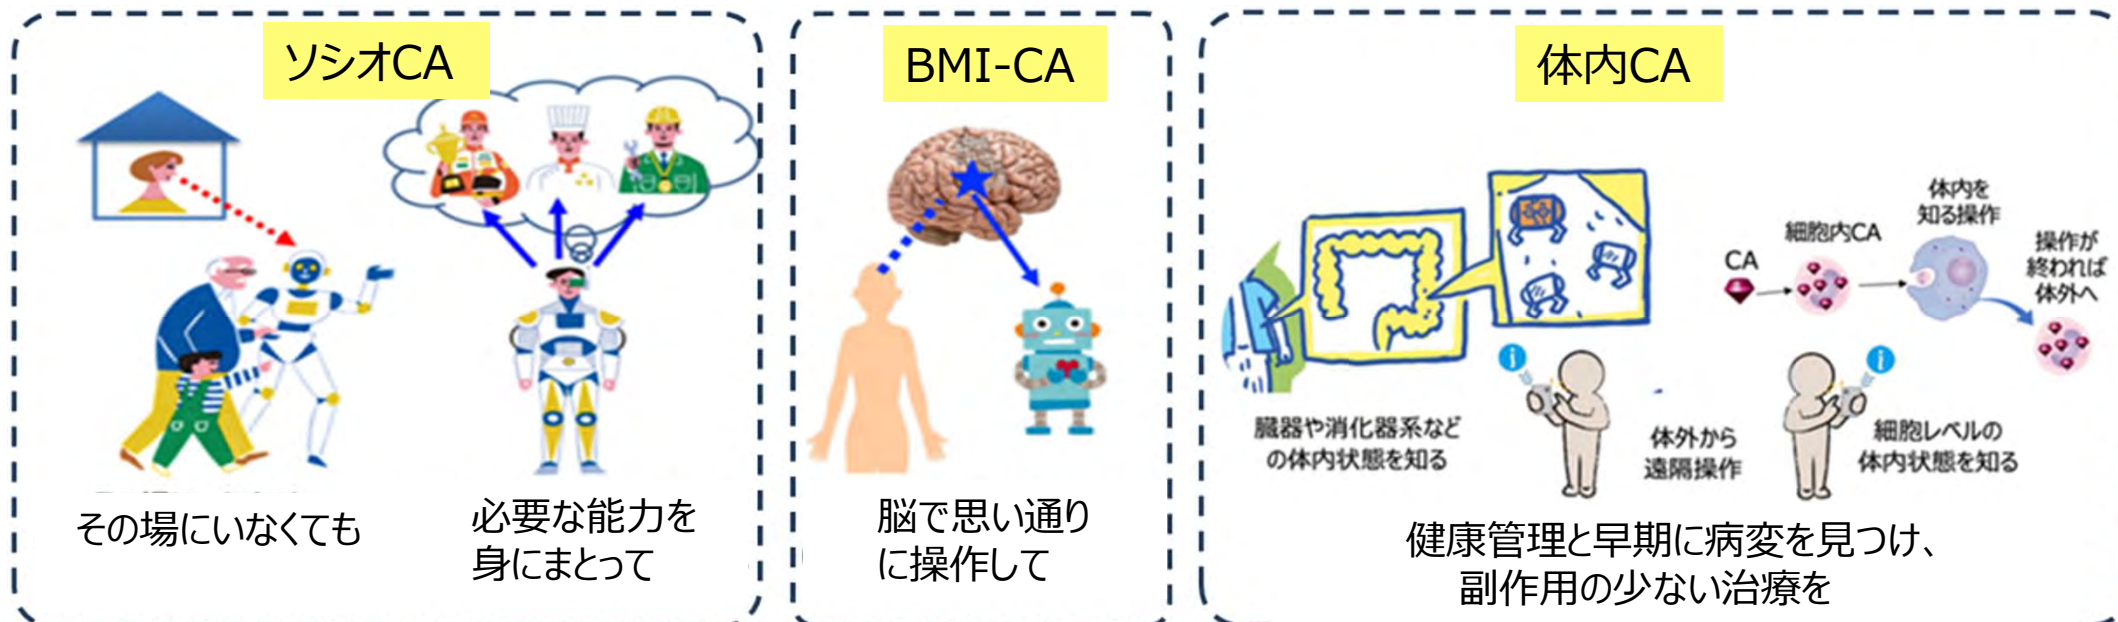 ソシオCA
その場にいなくても
必要な能力を
身にまとって
BMI-CA
脳で思い通り
に操作して
体内CA
臓器や消化器系など
の体内状態を知る
体外から
遠隔操作
CA
細胞内CA
体内を
知る操作
操作が
終われば
体外へ
細胞レベルの
体内状態を知る
健康管理と早期に病変を見つけ、
副作用の少ない治療を